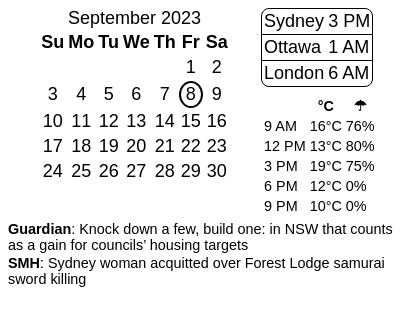 September 2023
Su Mo Tu We Th Fr Sa
1 2
3 4 5 6 7 8 9
10 11 12 13 14 15 16
17 18 19 20 21 22 23
24 25 26 27 28 29 30
Sydney 3 PM
Ottawa 1 AM
London 6 AM
°C ☂
9 AM 16°C 76%
12 PM 13°C 80%
3 PM 19°C 75%
6 PM 12°C 0%
9 PM 10°C 0%
Guardian: Knock down a few, build one: in NSW that counts
as a gain for councils’ housing targets
SMH: Sydney woman acquitted over Forest Lodge samurai
sword killing